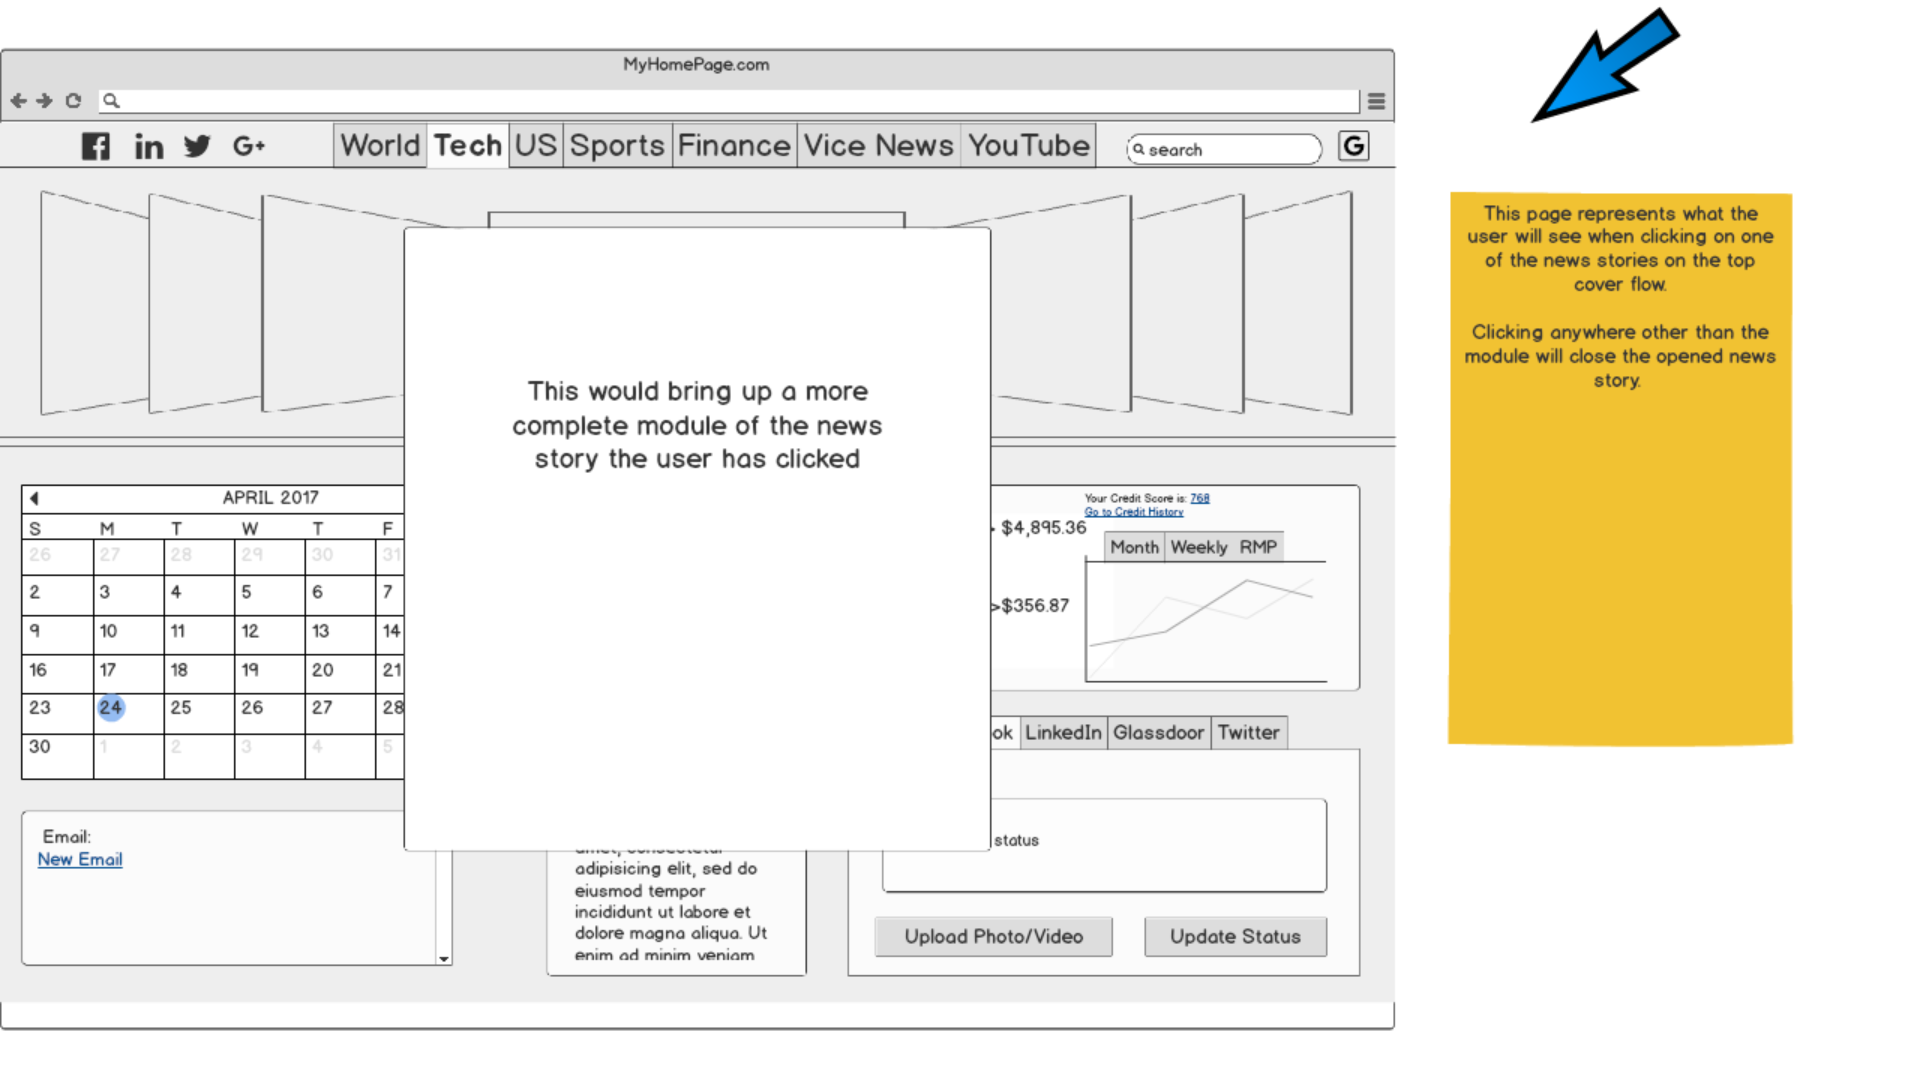 MyHomePage.com
G+ World Tech US Sports Finance Vice News YouTube search G
This page represents what the
user will see when clicking on one
of the news stories on the top
cover flow.
Clicking anywhere other than the
module will close the opened news
story.
This would bring up a more
complete module of the news
story the user has clicked
APRIL 2017
S M T W T F
26 27 28 29 30 31
2 3 4 5 6 7
9 10 11 12 13 14
16 17 18 19 20 21
23 24 25 26 27 28
30 1 2 3 4 5
Your Credit Score is: 768
Go to Credit History
$4,895.36
>$356.87
Month Weekly RMP
ok LinkedIn Glassdoor Twitter
status
Upload Photo/Video Update Status
Email:
New Email
amet, consectetur
adipisicing elit, sed do
eiusmod tempor
incididunt ut labore et
dolore magna aliqua. Ut
enim ad minim veniam